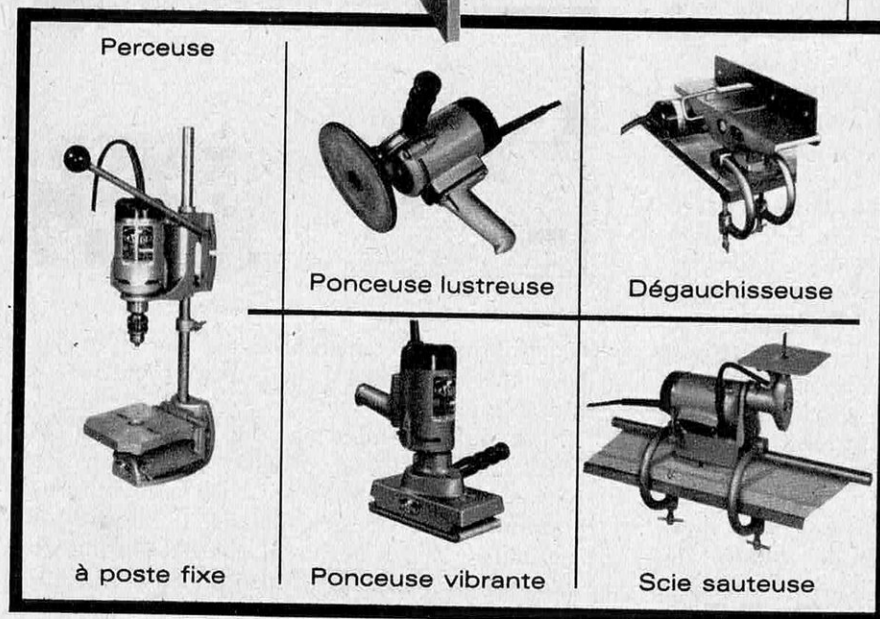 Perceuse
à poste fixe
Ponceuse lustreuse
Dégauchisseuse
Ponceuse vibrante
Scie sauteuse